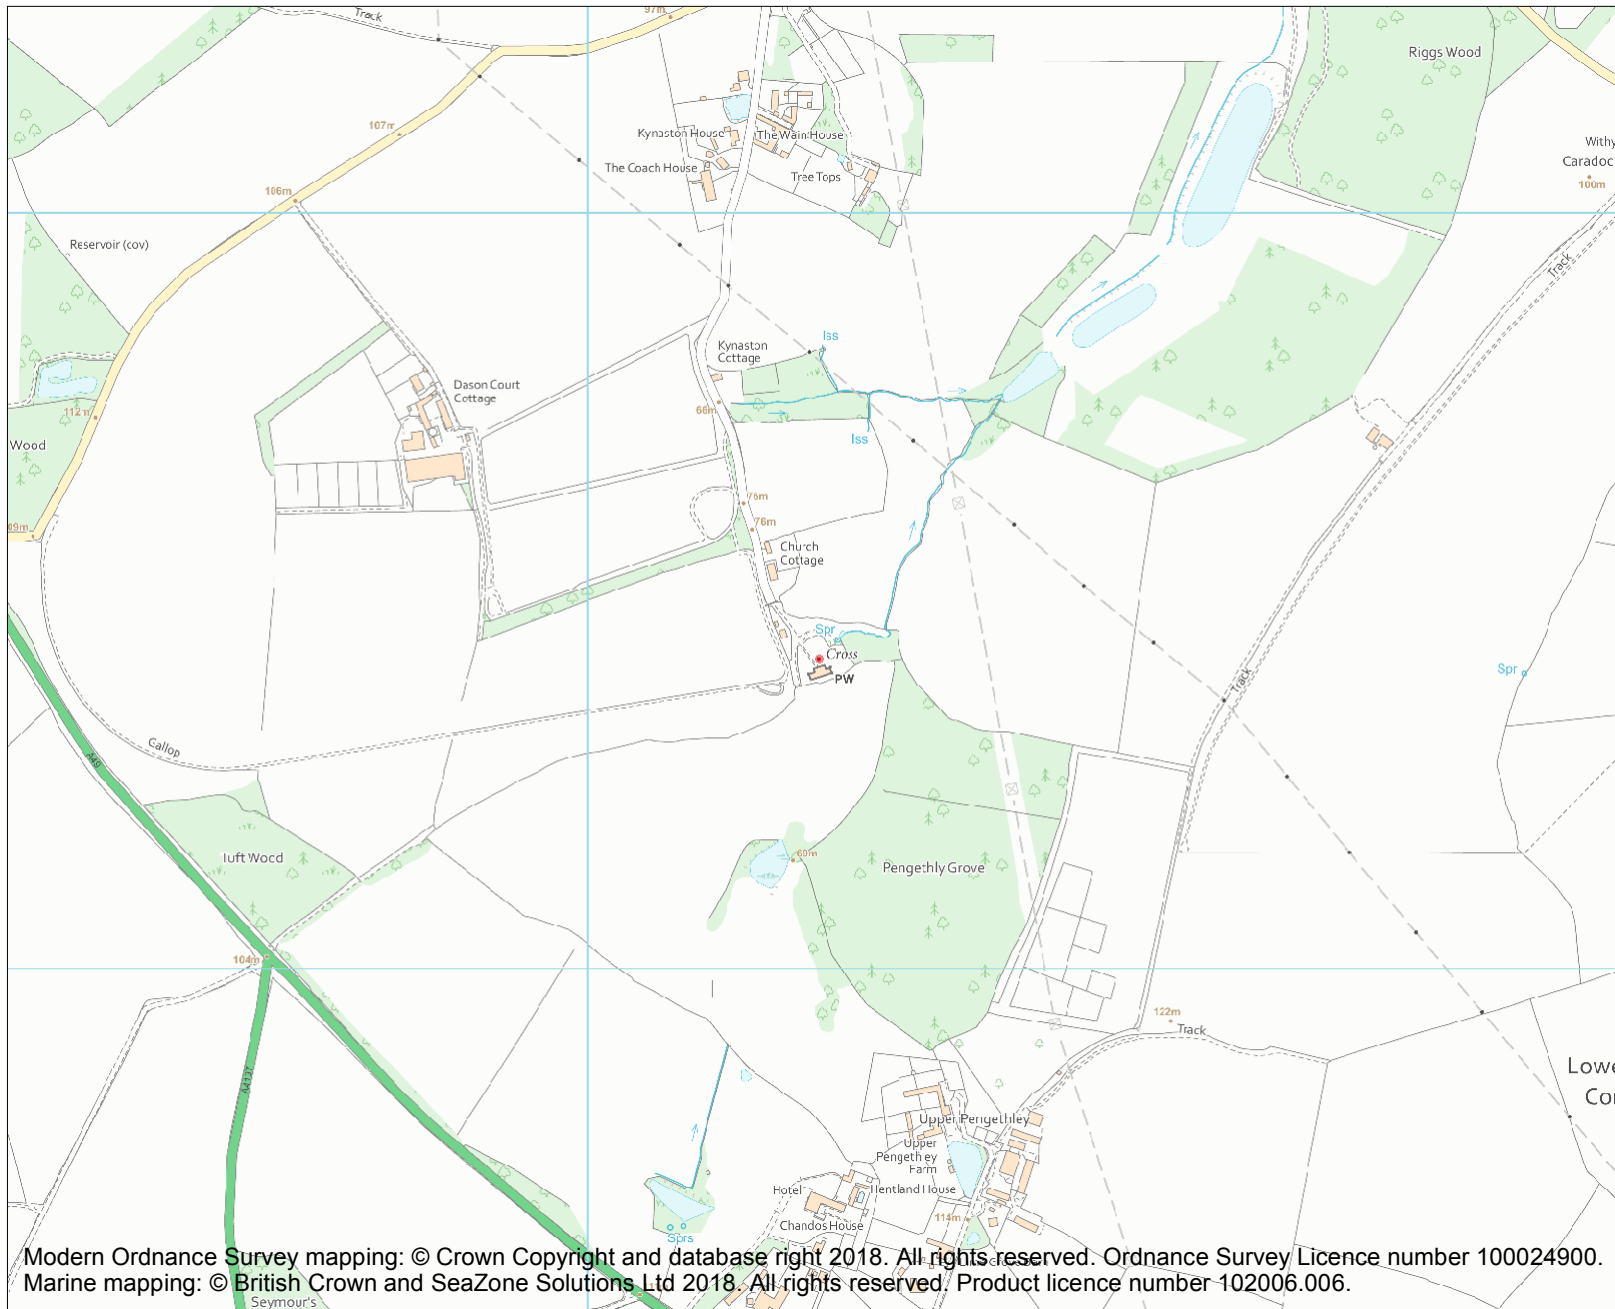 97m
Track
Riggs Wood
107m
Kynaston House
The Wain House
The Coach House
Tree Tops
Withy
Caradoc
100m
106m
Reservoir (cov)
Track
Iss
Kynaston
Cottage
Dason Court
Cottage
66m
112m
Iss
Wood
76m
76m
09m
Church
Cottage
Spr
Cross
PW
Spr
Track
Gallop
A49
Tuft Wood
60m
Pengethly Grove
104m
122m
Track
Lowe
Cor
A4137
Upper Pengethley
Upper
Pengethley
Farm
Hotel
Hentland House
114m
Chandos House
Sprs
Modern Ordnance Survey mapping: © Crown Copyright and database right 2018. All rights reserved. Ordnance Survey Licence number 100024900.
Marine mapping: © British Crown and SeaZone Solutions Ltd 2018. All rights reserved. Product licence number 102006.006.
Seymour's